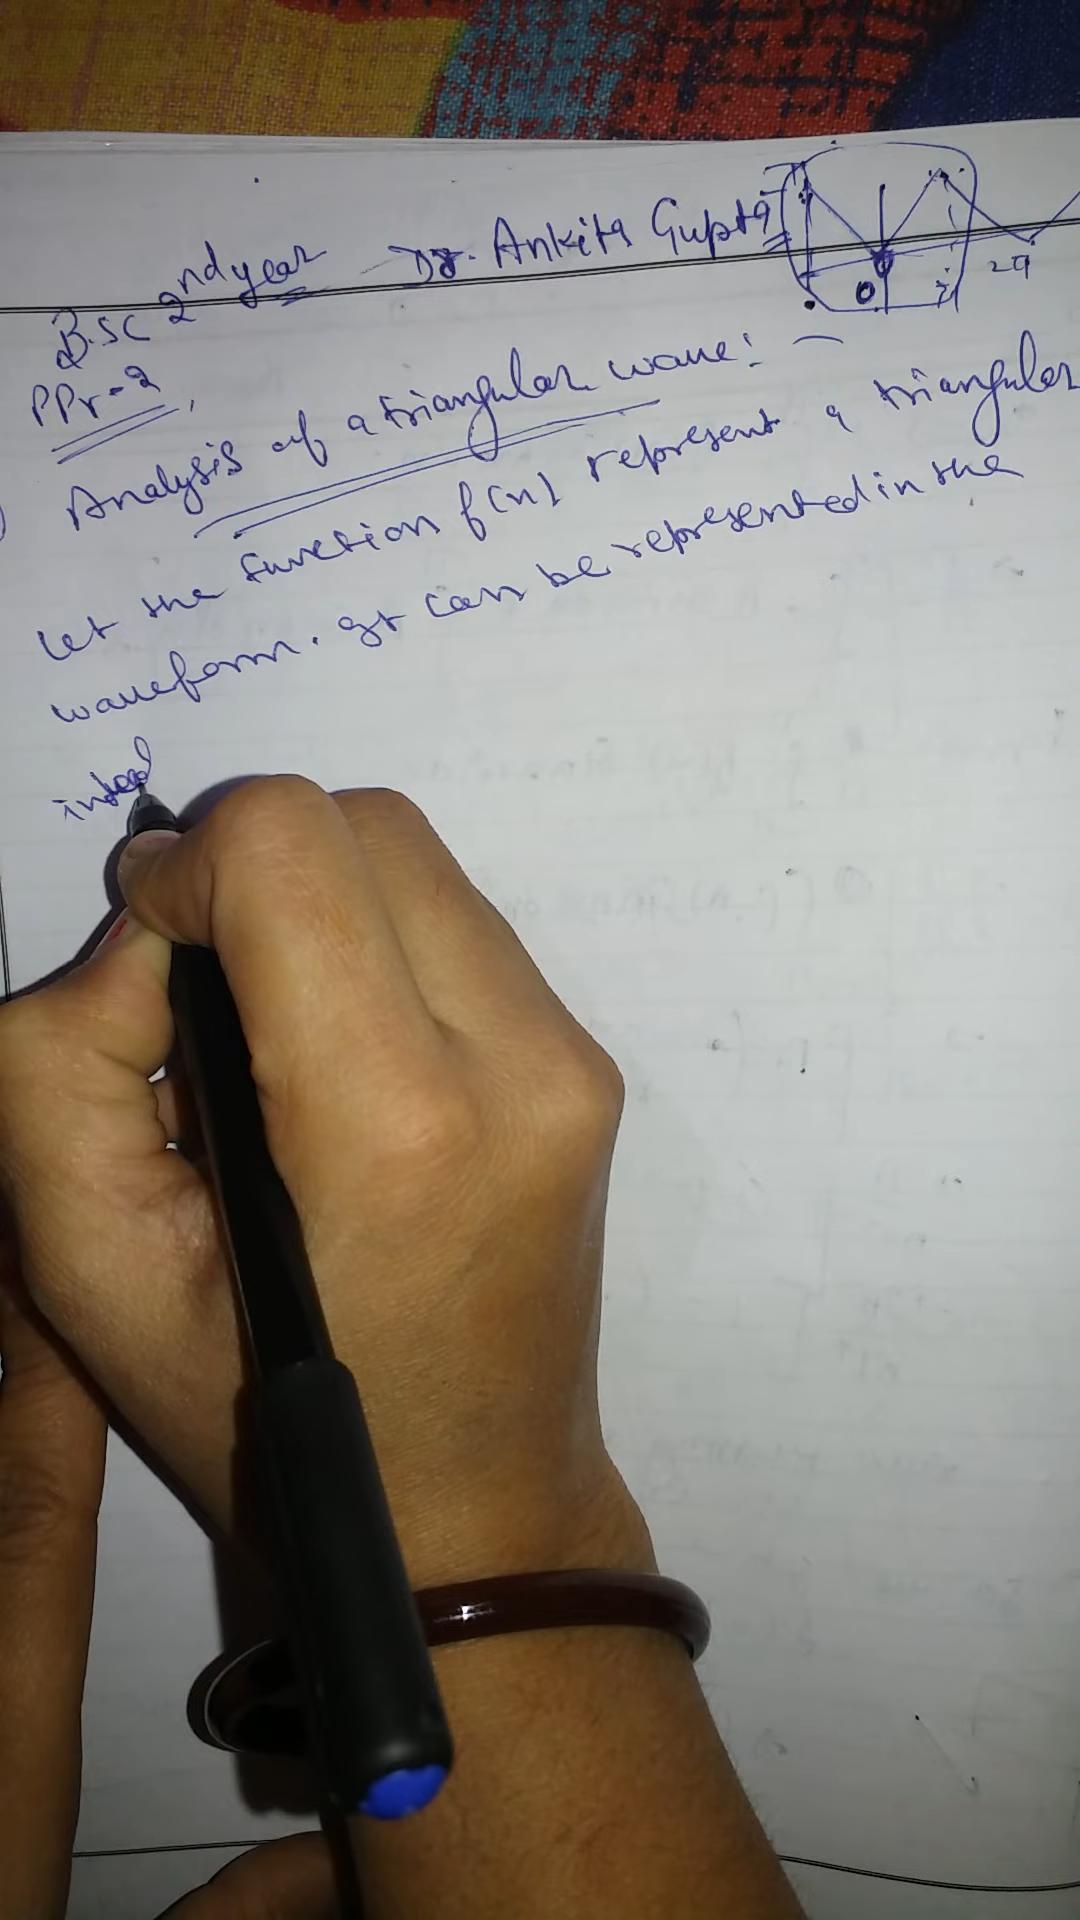 B.Sc 2nd year Dr. Ankita Gupta
PPr-2
Analysis of a triangular wave: -
Let the function f(x) represent a triangular
waveform. It can be represented in the
O π 2π